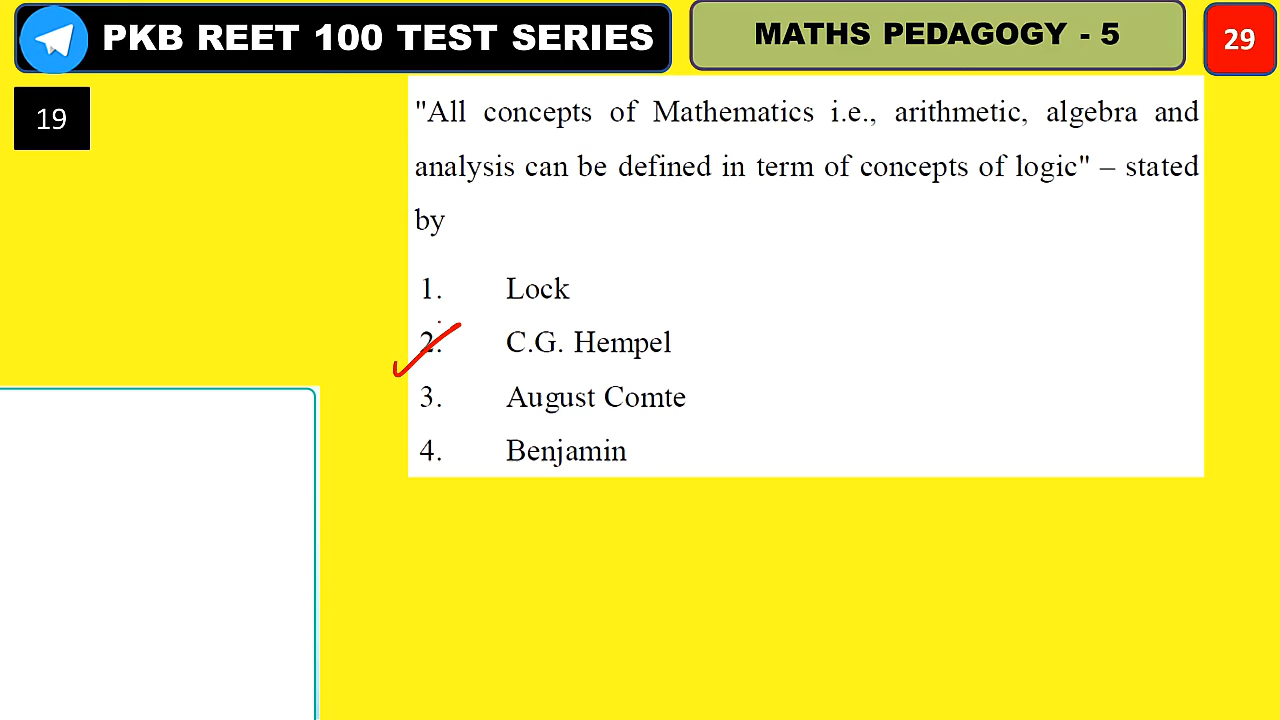 PKB REET 100 TEST SERIES
MATHS PEDAGOGY - 5
29
19
"All concepts of Mathematics i.e., arithmetic, algebra and
analysis can be defined in term of concepts of logic" – stated
by
1. Lock
2. C.G. Hempel
3. August Comte
4. Benjamin